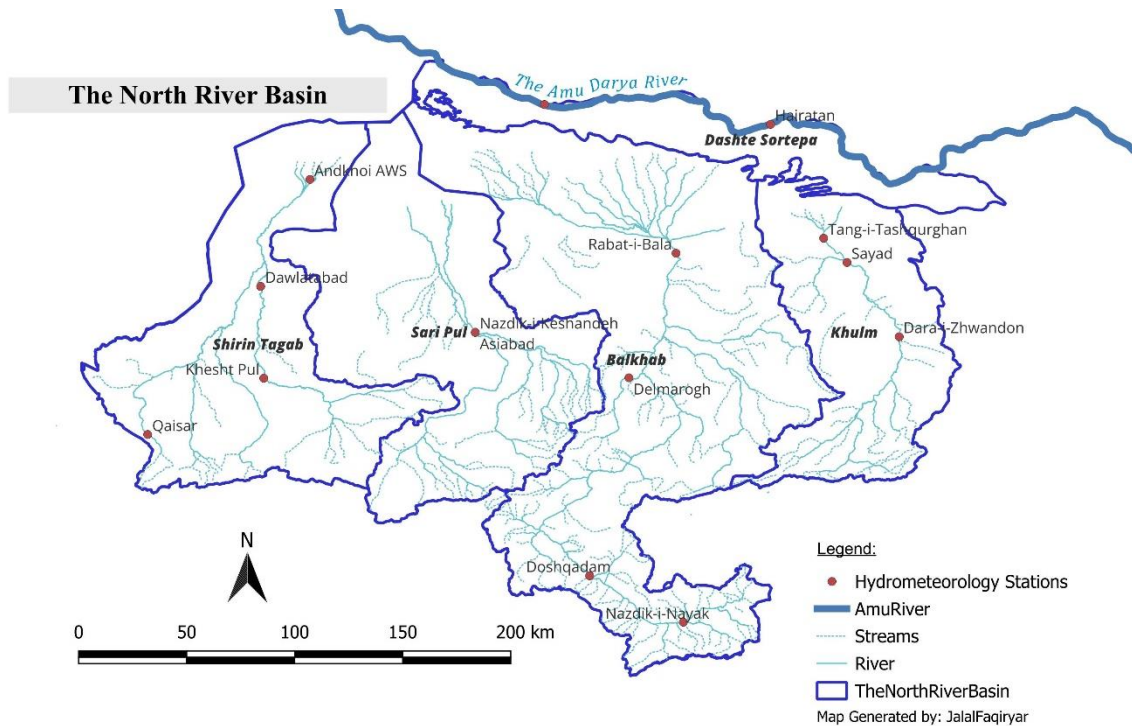 The Amu Darya River
The North River Basin
Hairatan
Dashte Sortepa
Andkhoi AWS
Tang-i-Tashqurghan
Rabat-i-Bala
Sayad
Dawlatabad
Nazdik-i-Keshandeh
Sari Pul
Asiabad
Khulm
Dara-i-Zhwandon
Shirin Tagab
Balkhab
Khesht Pul
Delmarogh
Qaisar
N
Doshqadam
Nazdik-i-Nayak
0 50 100 150 200 km
Legend:
Hydrometeorology Stations
AmuRiver
Streams
River
TheNorthRiverBasin
Map Generated by: JalalFaqiryar